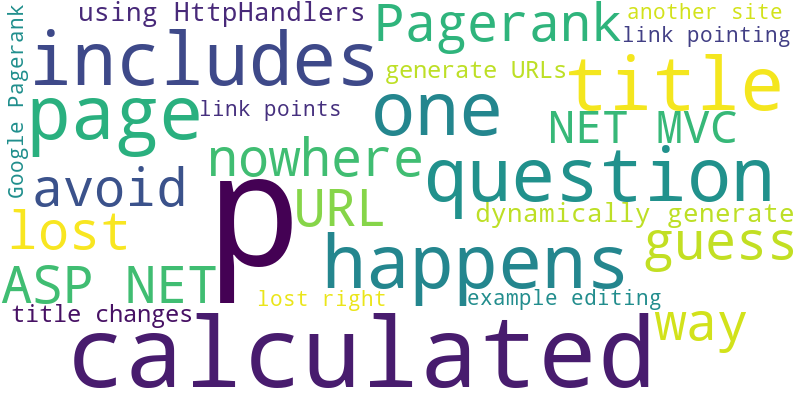 using HttpHandlers
Pagerank
another site
link pointing
Google Pagerank
includes
generate URLs
title
page
link points
one
NET MVC
nowhere
question
avoid
p
URL
dynamically generate
lost
happens
guess
ASP NET
lost right
example editing
title changes
way
calculated